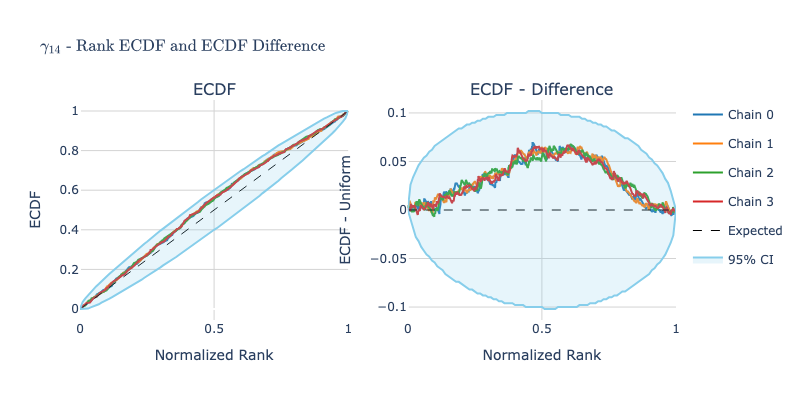 γ14 - Rank ECDF and ECDF Difference
ECDF
ECDF - Difference
ECDF
1
0.8
0.6
0.4
0.2
0
0
0.5
1
Normalized Rank
ECDF - Uniform
0.1
0.05
0
−0.05
−0.1
0
0.5
1
Normalized Rank
Chain 0
Chain 1
Chain 2
Chain 3
Expected
95% CI